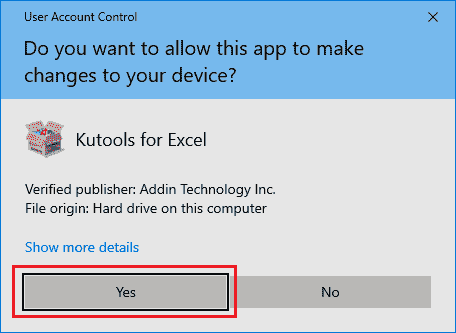 User Account Control
Do you want to allow this app to make
changes to your device?
Kutools for Excel
Verified publisher: Addin Technology Inc.
File origin: Hard drive on this computer
Show more details
Yes
No